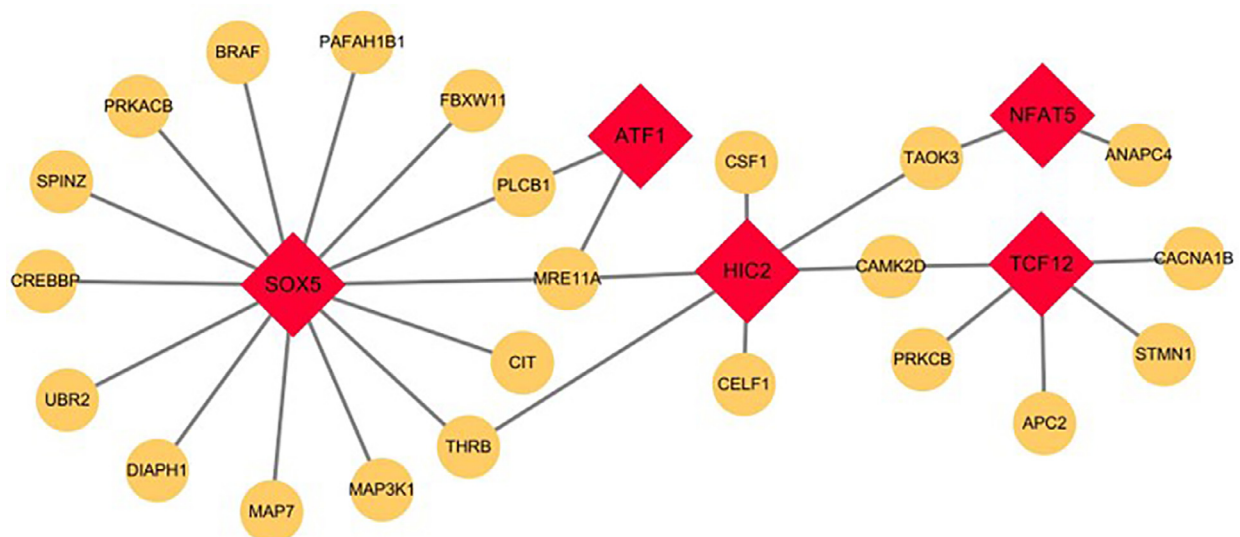 PAFAH1B1
BRAF
FBXW11
PRKACB
ATF1
NFAT5
CSF1
TAOK3
ANAPC4
SPINZ
PLCB1
CREBBP
SOX5
MRE11A
HIC2
CAMK2D
TCF12
CACNA1B
CIT
PRKCB
STMN1
CELF1
UBR2
THRB
APC2
DIAPH1
MAP3K1
MAP7